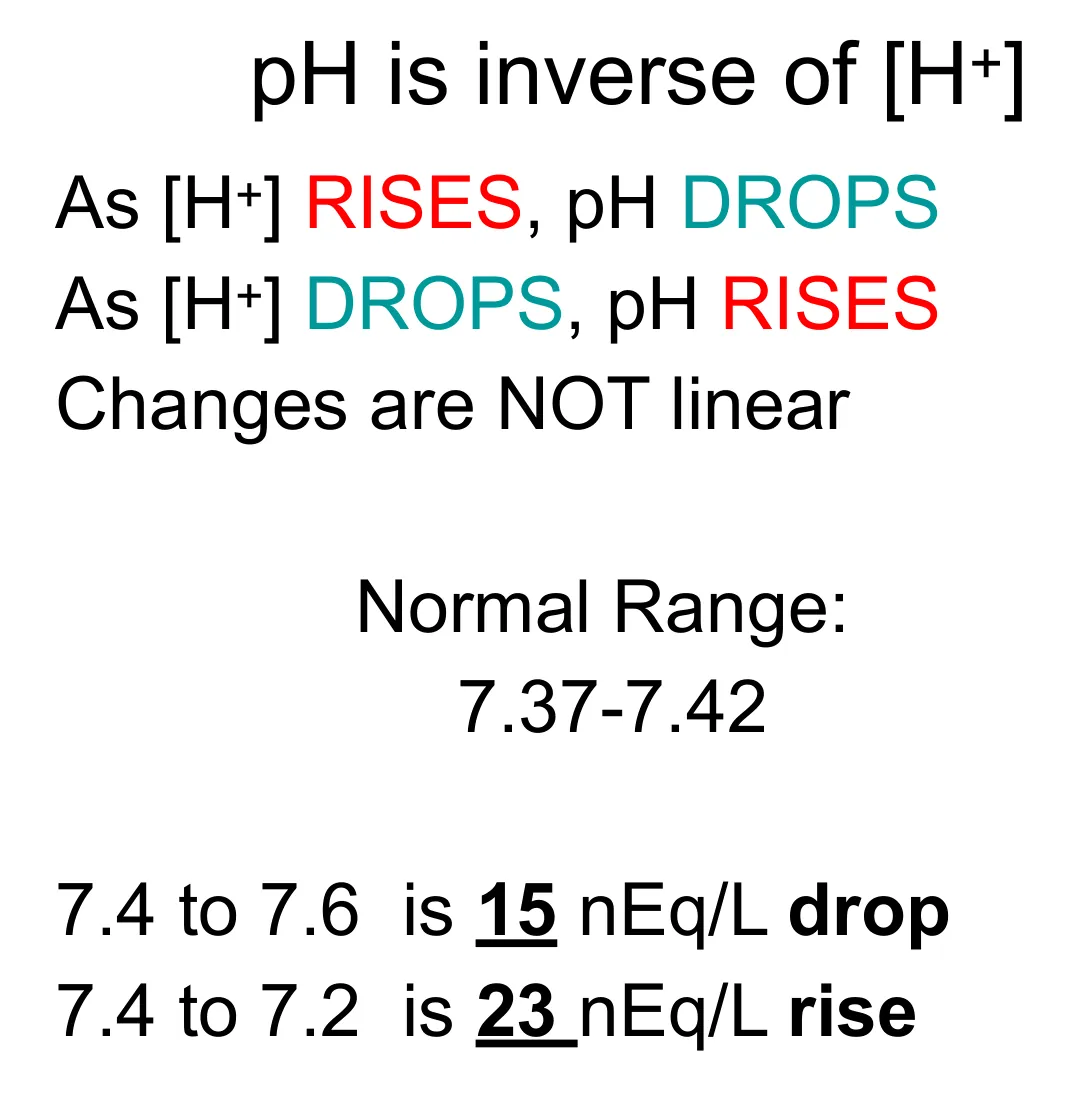 pH is inverse of [H⁺]
As [H⁺] RISES, pH DROPS
As [H⁺] DROPS, pH RISES
Changes are NOT linear
Normal Range:
7.37-7.42
7.4 to 7.6 is 15 nEq/L drop
7.4 to 7.2 is 23 nEq/L rise